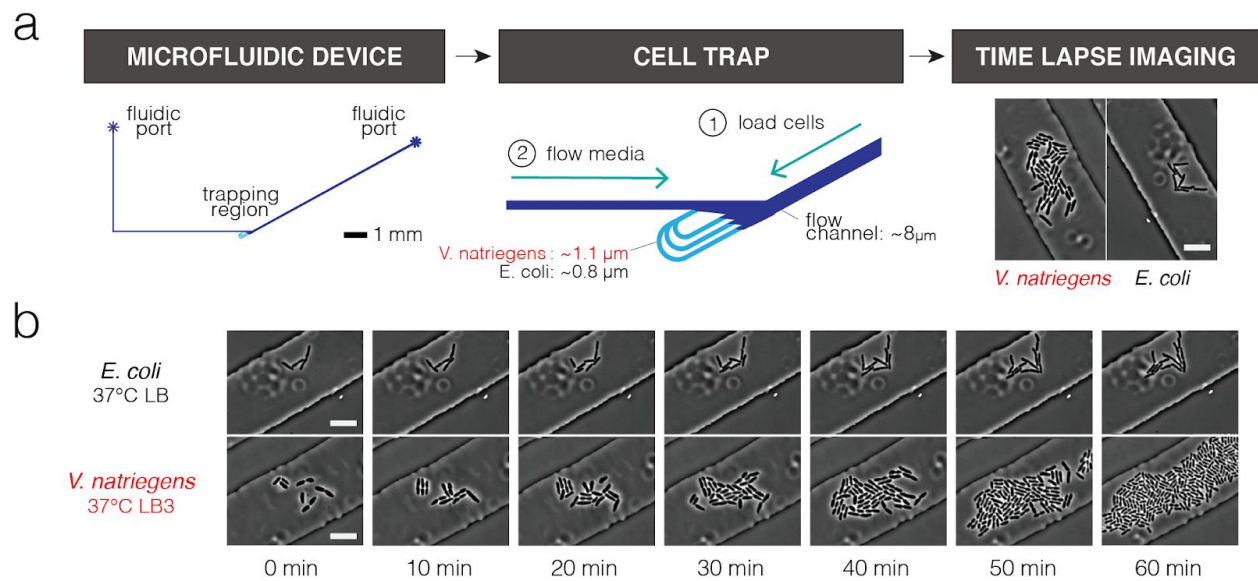 a
MICROFLUIDIC DEVICE
CELL TRAP
TIME LAPSE IMAGING
fluidic
port
fluidic
port
trapping
region
1 mm
1 load cells
2 flow media
V. natriegens: ~1.1 µm
E. coli: ~0.8 µm
flow
channel: ~8µm
V. natriegens
E. coli
b
E. coli
37°C LB
V. natriegens
37°C LB3
0 min
10 min
20 min
30 min
40 min
50 min
60 min